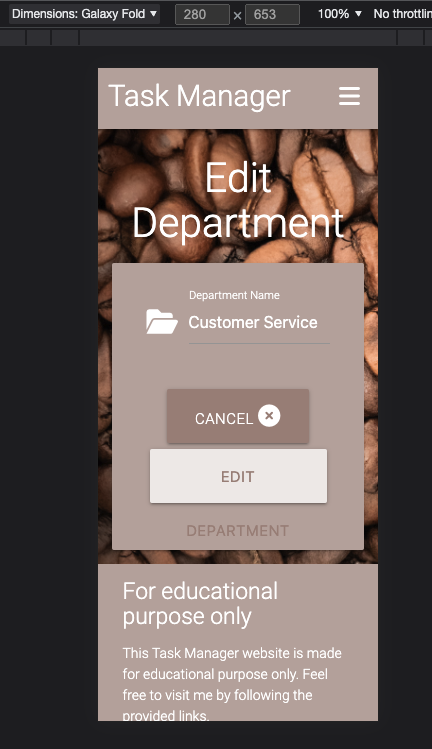 Dimensions: Galaxy Fold ▼ 280 × 653 100% ▼ No throttlin
Task Manager
Edit
Department
Department Name
Customer Service
CANCEL
EDIT
DEPARTMENT
For educational
purpose only
This Task Manager website is made
for educational purpose only. Feel
free to visit me by following the
provided links.